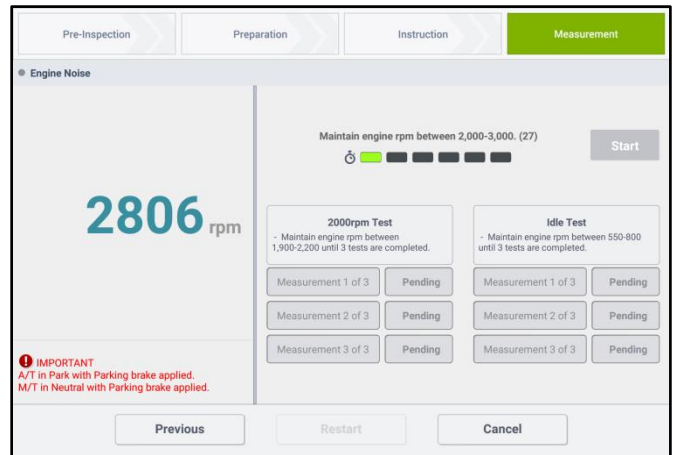 Pre-Inspection
Preparation
Instruction
Measurement
Engine Noise
Maintain engine rpm between 2,000-3,000. (27)
Start
2806 rpm
2000rpm Test
- Maintain engine rpm between
1,900-2,200 until 3 tests are completed.
Idle Test
- Maintain engine rpm between 550-800
until 3 tests are completed.
Measurement 1 of 3
Pending
Measurement 1 of 3
Pending
Measurement 2 of 3
Pending
Measurement 2 of 3
Pending
Measurement 3 of 3
Pending
Measurement 3 of 3
Pending
IMPORTANT
A/T in Park with Parking brake applied.
M/T in Neutral with Parking brake applied.
Previous
Restart
Cancel